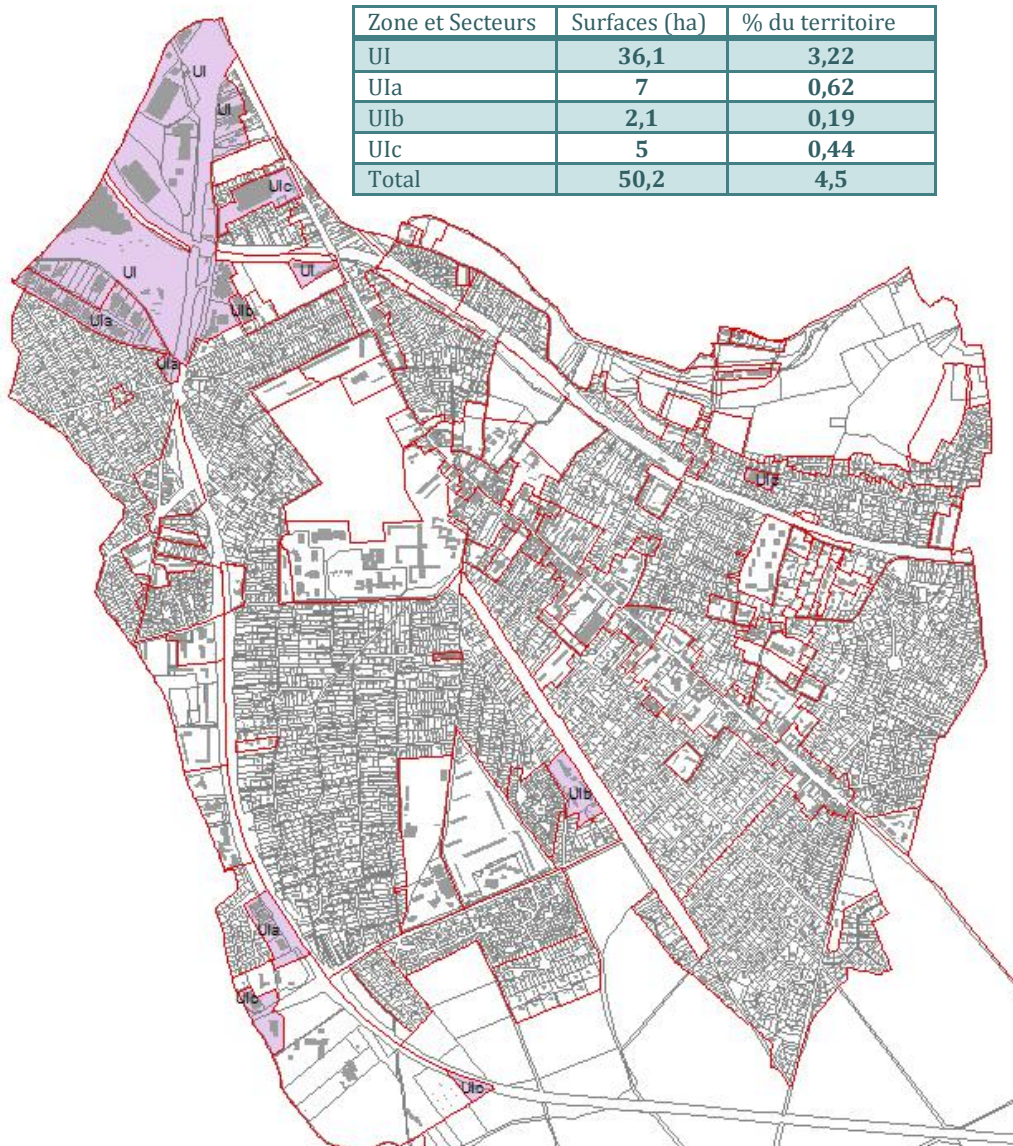 Zone et Secteurs Surfaces (ha) % du territoire
UI 36,1 3,22
UIa 7 0,62
UIb 2,1 0,19
UIc 5 0,44
Total 50,2 4,5
UI
UI
UIc
UI
UI
UIb
UIa
UIa
UIb
UIa
UIc
UIc